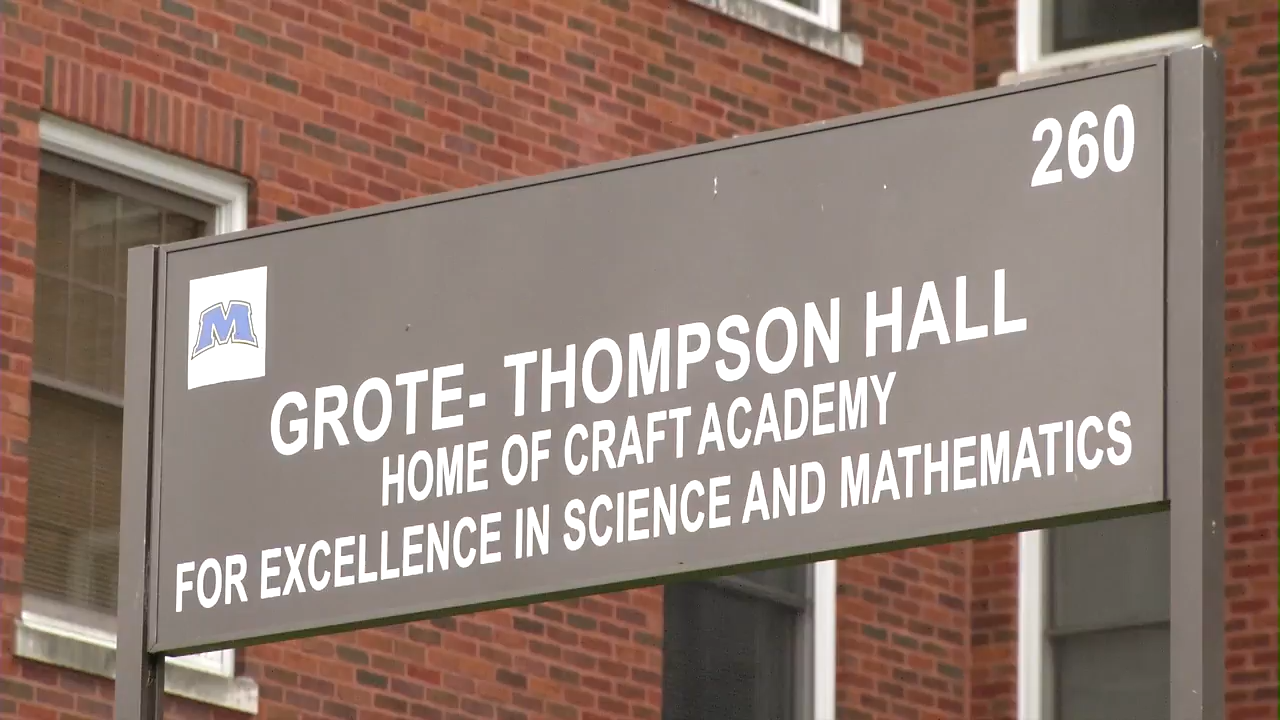 260
M
GROTE- THOMPSON HALL
HOME OF CRAFT ACADEMY
FOR EXCELLENCE IN SCIENCE AND MATHEMATICS